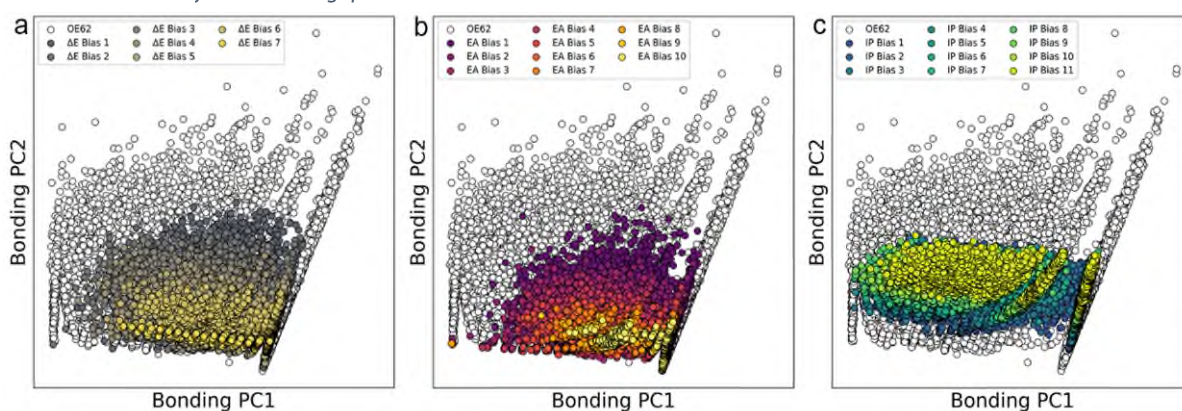 a
OE62 ΔE Bias 3 ΔE Bias 6
ΔE Bias 1 ΔE Bias 4 ΔE Bias 7
ΔE Bias 2 ΔE Bias 5
Bonding PC2
Bonding PC1
b
OE62 EA Bias 4 EA Bias 8
EA Bias 1 EA Bias 5 EA Bias 9
EA Bias 2 EA Bias 6 EA Bias 10
EA Bias 3 EA Bias 7
Bonding PC2
Bonding PC1
c
OE62 IP Bias 4 IP Bias 8
IP Bias 1 IP Bias 5 IP Bias 9
IP Bias 2 IP Bias 6 IP Bias 10
IP Bias 3 IP Bias 7 IP Bias 11
Bonding PC2
Bonding PC1